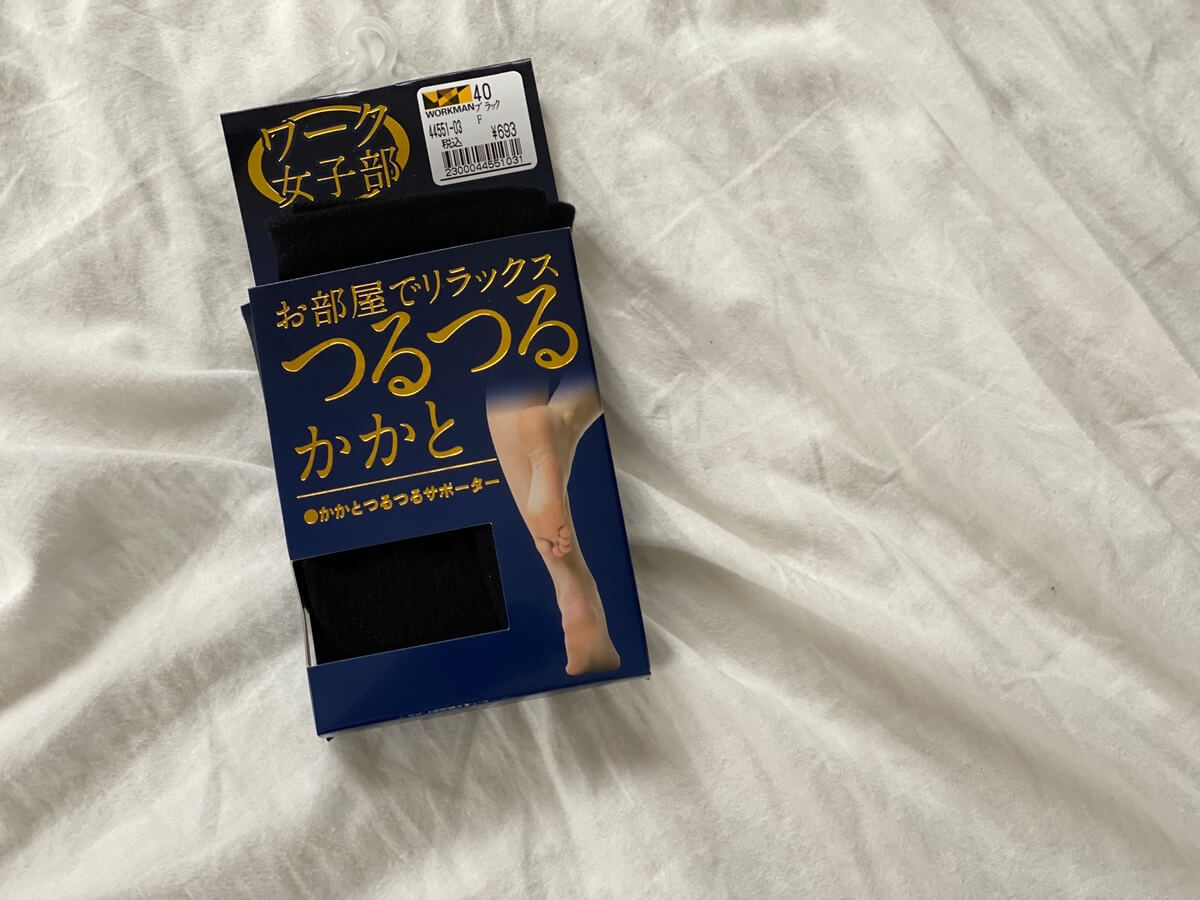 ワーク
女子部
WORKMAN
40
ブラック
44551-03
F
税込
¥693
2300044551031
お部屋でリラックス
つるつる
かかと
●かかとつるつるサポーター